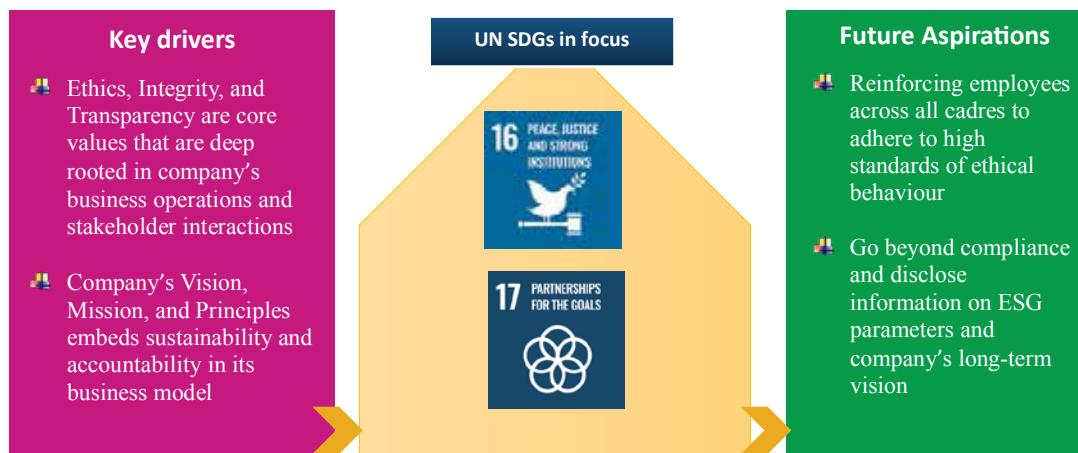 Key drivers
Ethics, Integrity, and
Transparency are core
values that are deep
rooted in company's
business operations and
stakeholder interactions
Company's Vision,
Mission, and Principles
embeds sustainability and
accountability in its
business model
UN SDGs in focus
16 PEACE, JUSTICE
AND STRONG
INSTITUTIONS
17 PARTNERSHIPS
FOR THE GOALS
Future Aspirations
Reinforcing employees
across all cadres to
adhere to high
standards of ethical
behaviour
Go beyond compliance
and disclose
information on ESG
parameters and
company's long-term
vision